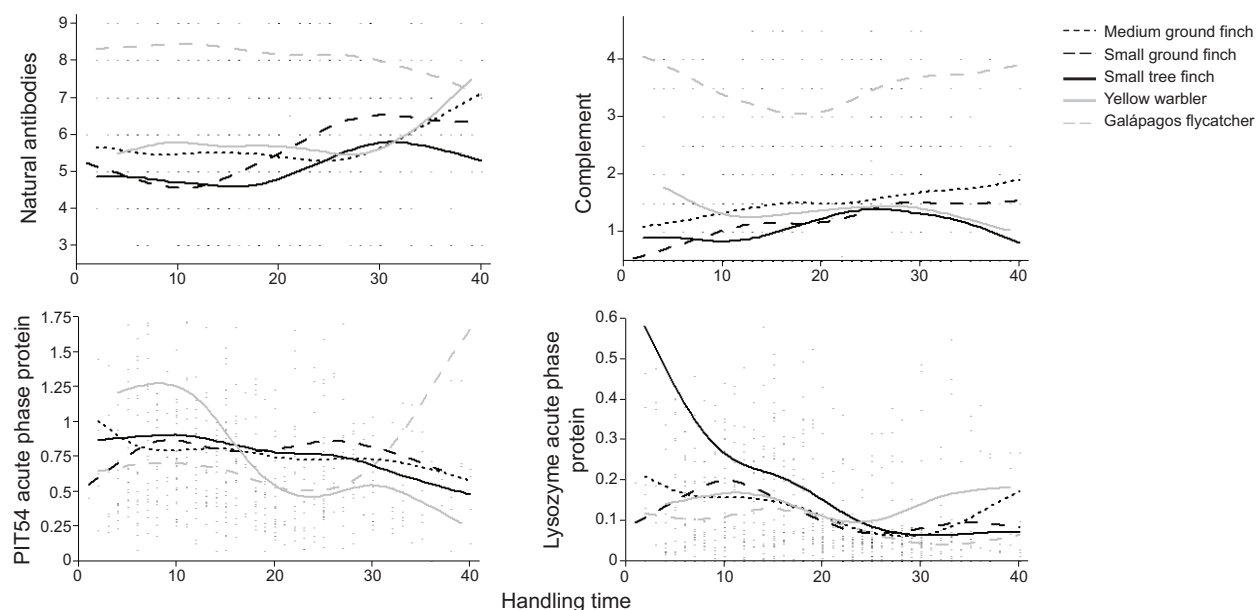 9
8
7
6
5
4
3
Natural antibodies
0 10 20 30 40
4
3
2
1
Complement
0 10 20 30 40
Medium ground finch
Small ground finch
Small tree finch
Yellow warbler
Galápagos flycatcher
1.75
1.5
1.25
1
0.75
0.5
0.25
0
PIT54 acute phase protein
0 10 20 30 40
0.6
0.5
0.4
0.3
0.2
0.1
0
Lysozyme acute phase
protein
0 10 20 30 40
Handling time